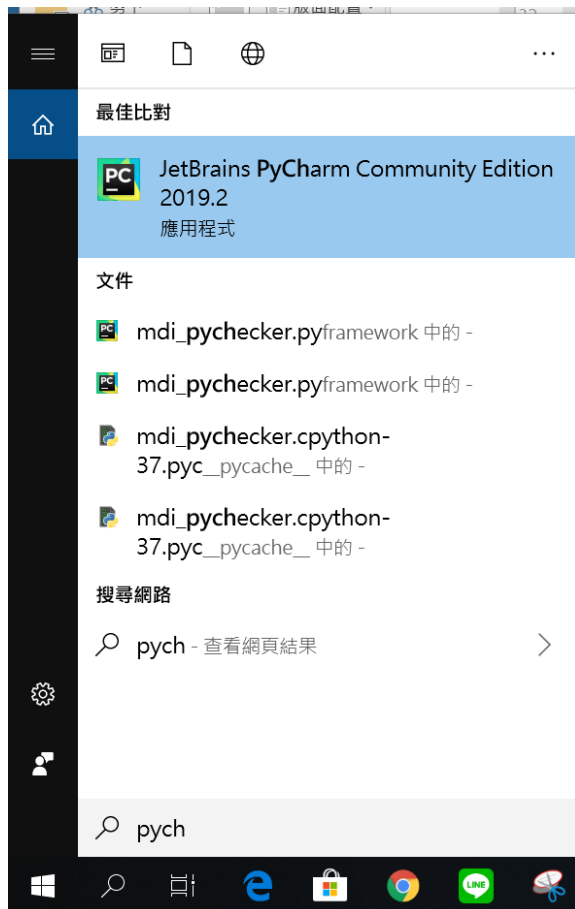 最佳比對
PC
JetBrains PyCharm Community Edition
2019.2
應用程式
文件
mdi_pychecker.pyframework 中的 -
mdi_pychecker.pyframework 中的 -
mdi_pychecker.cpython-
37.pyc__pycache__ 中的 -
mdi_pychecker.cpython-
37.pyc__pycache__ 中的 -
搜尋網路
pych - 查看網頁結果
pych
LINE